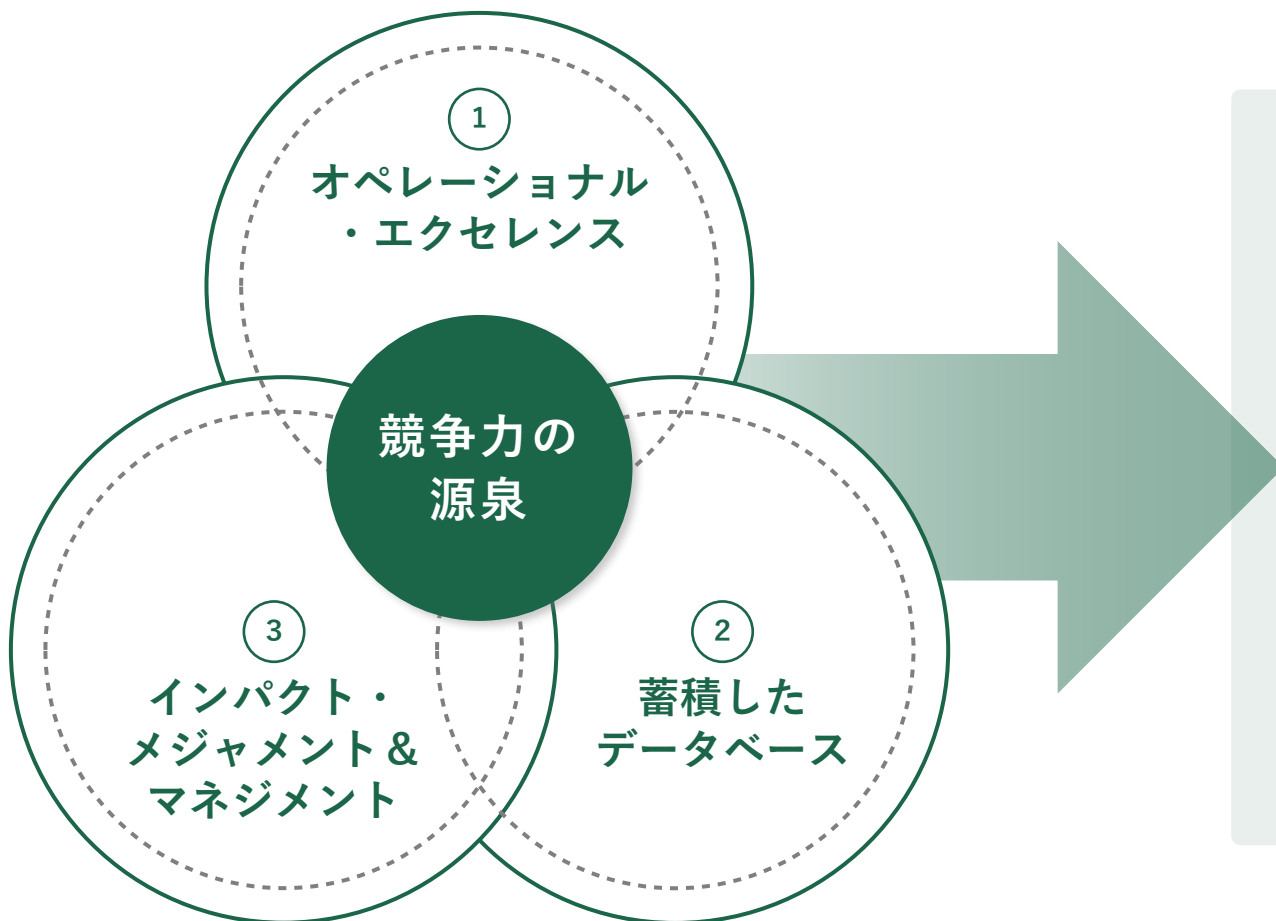 1
オペレーショナル
・エクセレンス
競争力の
源泉
3
インパクト・
メジャメント＆
マネジメント
2
蓄積した
データベース